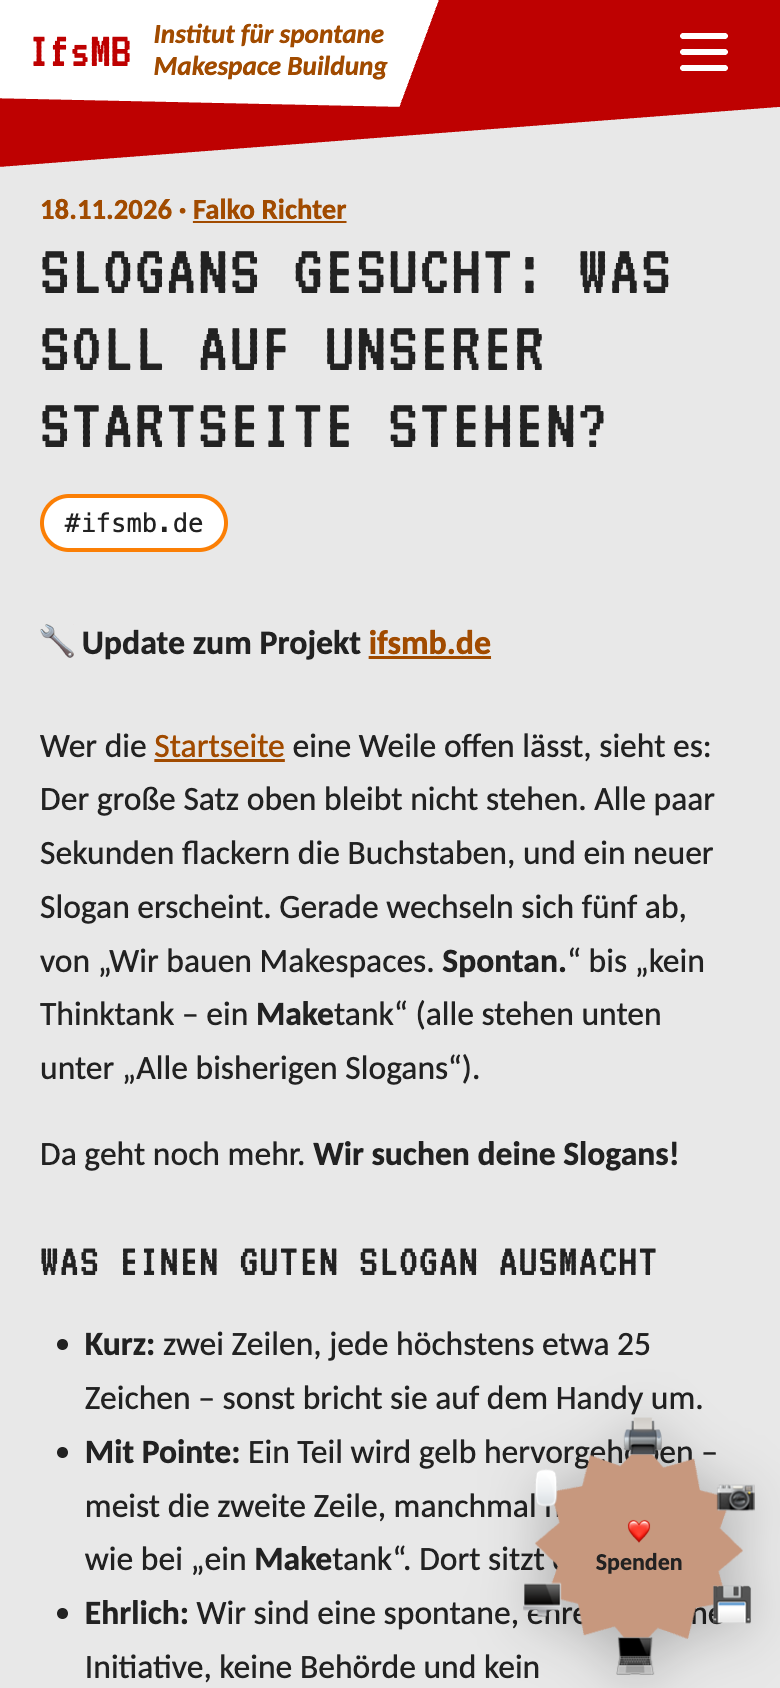 IfsMB
Institut für spontane
Makespace Buildung
18.11.2026 · Falko Richter
SLOGANS GESUCHT: WAS
SOLL AUF UNSERER
STARTSEITE STEHEN?
#ifsmb.de
🔧 Update zum Projekt ifsmb.de
Wer die Startseite eine Weile offen lässt, sieht es:
Der große Satz oben bleibt nicht stehen. Alle paar
Sekunden flackern die Buchstaben, und ein neuer
Slogan erscheint. Gerade wechseln sich fünf ab,
von „Wir bauen Makespaces. Spontan.“ bis „kein
Thinktank – ein Maketank“ (alle stehen unten
unter „Alle bisherigen Slogans“).
Da geht noch mehr. Wir suchen deine Slogans!
WAS EINEN GUTEN SLOGAN AUSMACHT
• Kurz: zwei Zeilen, jede höchstens etwa 25
Zeichen – sonst bricht sie auf dem Handy um.
• Mit Pointe: Ein Teil wird gelb hervorgehoben –
meist die zweite Zeile, manchmal
wie bei „ein Maketank“. Dort sitzt
• Ehrlich: Wir sind eine spontane,
Initiative, keine Behörde und kein
❤️
Spenden